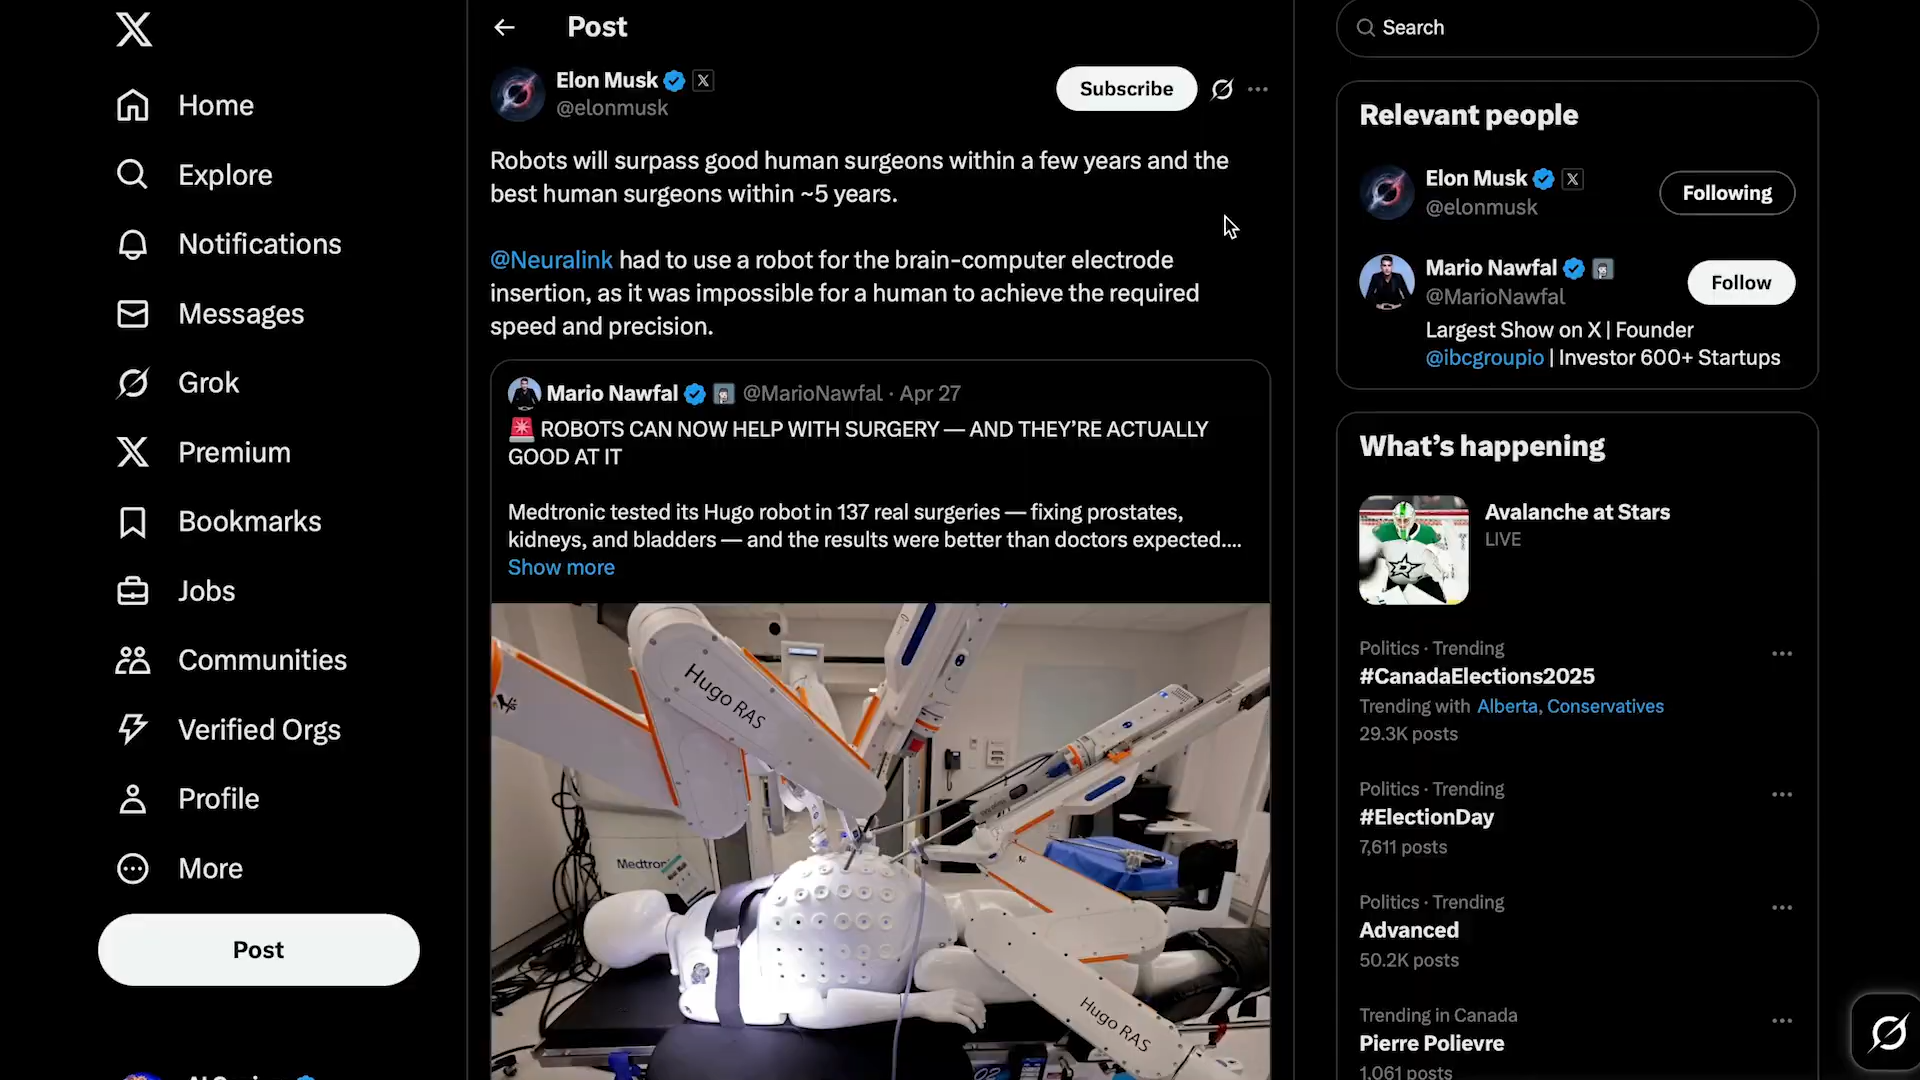 Home
Explore
Notifications
Messages
Grok
Premium
Bookmarks
Jobs
Communities
Verified Orgs
Profile
More
Post
Post
Elon Musk
@elonmusk
Subscribe
Robots will surpass good human surgeons within a few years and the
best human surgeons within ~5 years.
@Neuralink had to use a robot for the brain-computer electrode
insertion, as it was impossible for a human to achieve the required
speed and precision.
Mario Nawfal @MarioNawfal · Apr 27
🚨 ROBOTS CAN NOW HELP WITH SURGERY — AND THEY’RE ACTUALLY
GOOD AT IT
Medtronic tested its Hugo robot in 137 real surgeries — fixing prostates,
kidneys, and bladders — and the results were better than doctors expected....
Show more
Hugo RAS
Medtronic
Hugo RAS
02
Search
Relevant people
Elon Musk
@elonmusk
Following
Mario Nawfal
@MarioNawfal
Follow
Largest Show on X | Founder
@ibcgroupio | Investor 600+ Startups
What’s happening
Avalanche at Stars
LIVE
Politics · Trending
#CanadaElections2025
Trending with Alberta, Conservatives
29.3K posts
Politics · Trending
#ElectionDay
7,611 posts
Politics · Trending
Advanced
50.2K posts
Trending in Canada
Pierre Polievre
1,061 posts